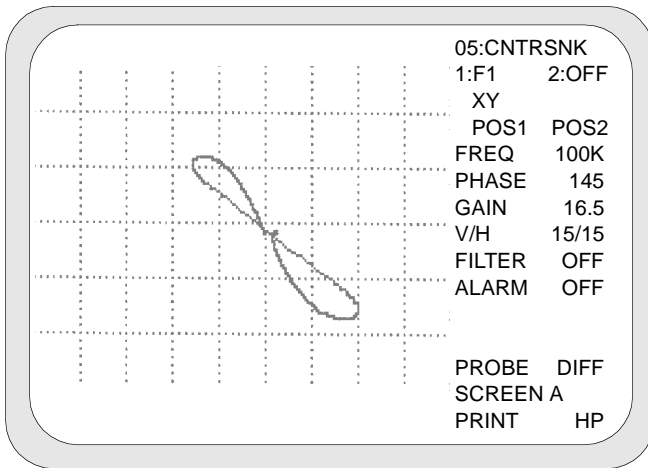 05:CNTRSNK
1:F1 2:OFF
XY
POS1 POS2
FREQ 100K
PHASE 145
GAIN 16.5
V/H 15/15
FILTER OFF
ALARM OFF
PROBE DIFF
SCREEN A
PRINT HP